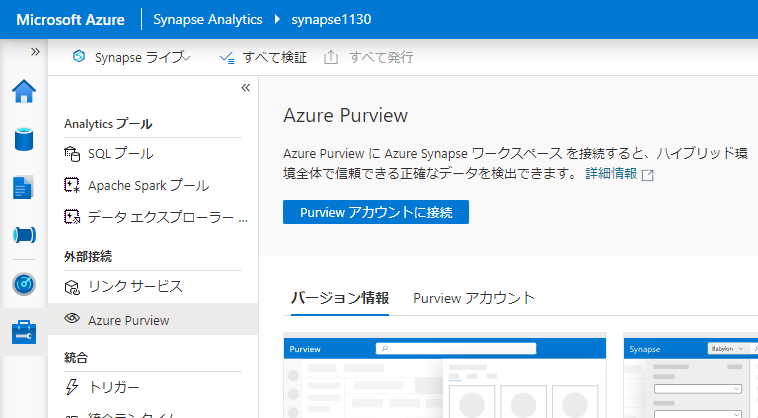 Microsoft Azure
Synapse Analytics
synapse1130
Synapse ライブ
すべて検証
すべて発行
Analytics プール
SQL プール
Apache Spark プール
データ エクスプローラー ...
外部接続
リンク サービス
Azure Purview
統合
トリガー
統合ランタイム
Azure Purview
Azure Purview に Azure Synapse ワークスペース を接続すると、ハイブリッド環
境全体で信頼できる正確なデータを検出できます。 詳細情報
Purview アカウントに接続
バージョン情報
Purview アカウント
Purview
Synapse
Babylon